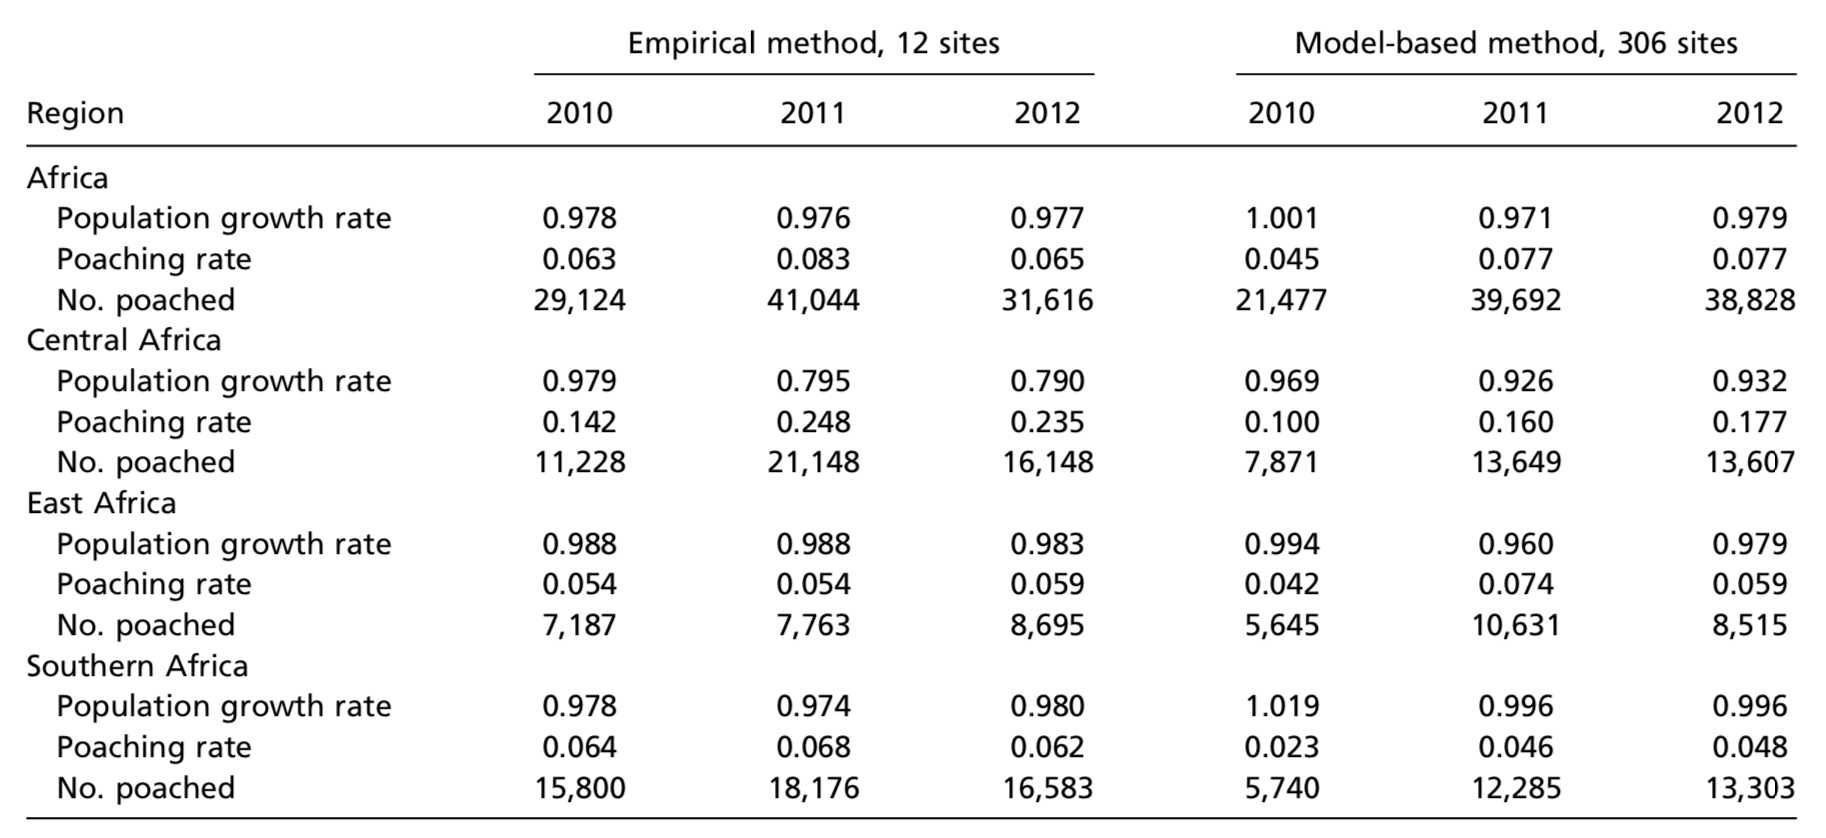 Empirical method, 12 sites Model-based method, 306 sites
Region 2010 2011 2012 2010 2011 2012
Africa
Population growth rate 0.978 0.976 0.977 1.001 0.971 0.979
Poaching rate 0.063 0.083 0.065 0.045 0.077 0.077
No. poached 29,124 41,044 31,616 21,477 39,692 38,828
Central Africa
Population growth rate 0.979 0.795 0.790 0.969 0.926 0.932
Poaching rate 0.142 0.248 0.235 0.100 0.160 0.177
No. poached 11,228 21,148 16,148 7,871 13,649 13,607
East Africa
Population growth rate 0.988 0.988 0.983 0.994 0.960 0.979
Poaching rate 0.054 0.054 0.059 0.042 0.074 0.059
No. poached 7,187 7,763 8,695 5,645 10,631 8,515
Southern Africa
Population growth rate 0.978 0.974 0.980 1.019 0.996 0.996
Poaching rate 0.064 0.068 0.062 0.023 0.046 0.048
No. poached 15,800 18,176 16,583 5,740 12,285 13,303